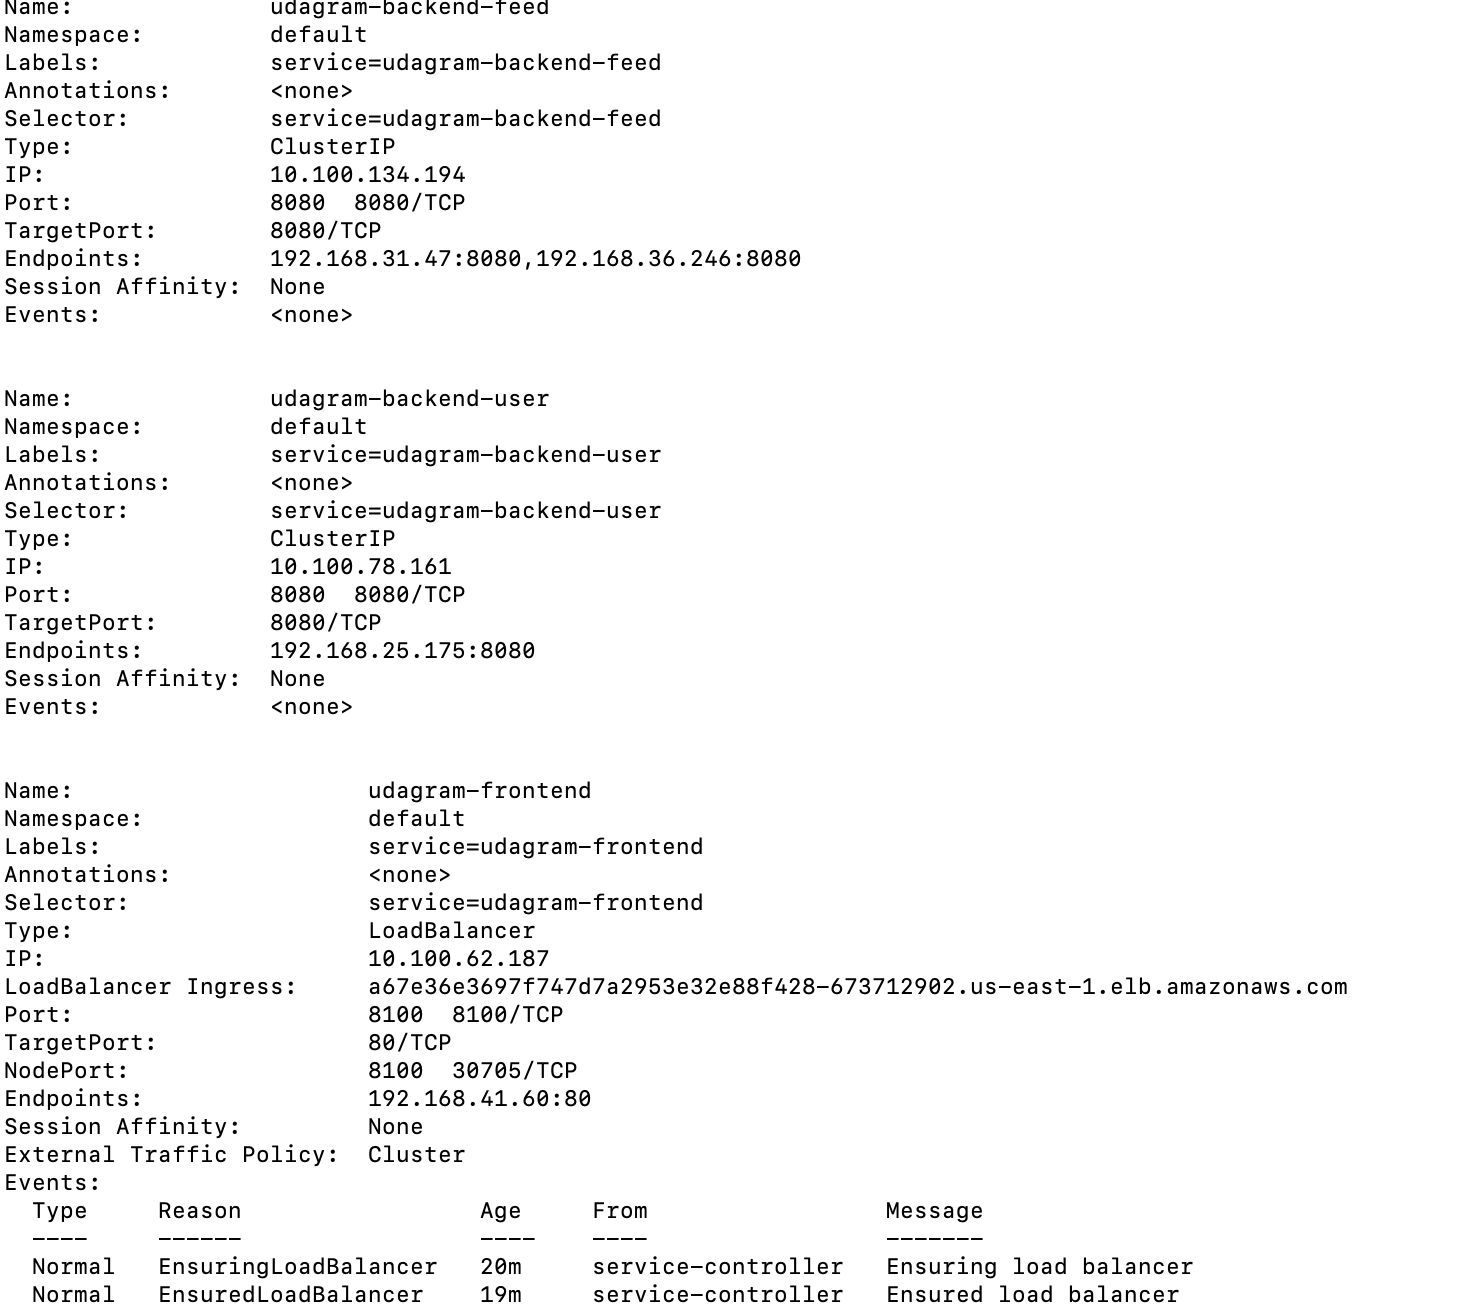 Name:              udagram-backend-feed
Namespace:         default
Labels:            service=udagram-backend-feed
Annotations:       <none>
Selector:          service=udagram-backend-feed
Type:              ClusterIP
IP:                10.100.134.194
Port:              8080  8080/TCP
TargetPort:        8080/TCP
Endpoints:         192.168.31.47:8080,192.168.36.246:8080
Session Affinity:  None
Events:            <none>

Name:              udagram-backend-user
Namespace:         default
Labels:            service=udagram-backend-user
Annotations:       <none>
Selector:          service=udagram-backend-user
Type:              ClusterIP
IP:                10.100.78.161
Port:              8080  8080/TCP
TargetPort:        8080/TCP
Endpoints:         192.168.25.175:8080
Session Affinity:  None
Events:            <none>

Name:                     udagram-frontend
Namespace:                default
Labels:                   service=udagram-frontend
Annotations:              <none>
Selector:                 service=udagram-frontend
Type:                     LoadBalancer
IP:                       10.100.62.187
LoadBalancer Ingress:     a67e36e3697f747d7a2953e32e88f428-673712902.us-east-1.elb.amazonaws.com
Port:                     8100  8100/TCP
TargetPort:               80/TCP
NodePort:                 8100  30705/TCP
Endpoints:                192.168.41.60:80
Session Affinity:         None
External Traffic Policy:  Cluster
Events:
  Type     Reason                 Age     From                 Message
  ----     ------                 ----    ----                 -------
  Normal   EnsuringLoadBalancer   20m     service-controller   Ensuring load balancer
  Normal   EnsuredLoadBalancer    19m     service-controller   Ensured load balancer